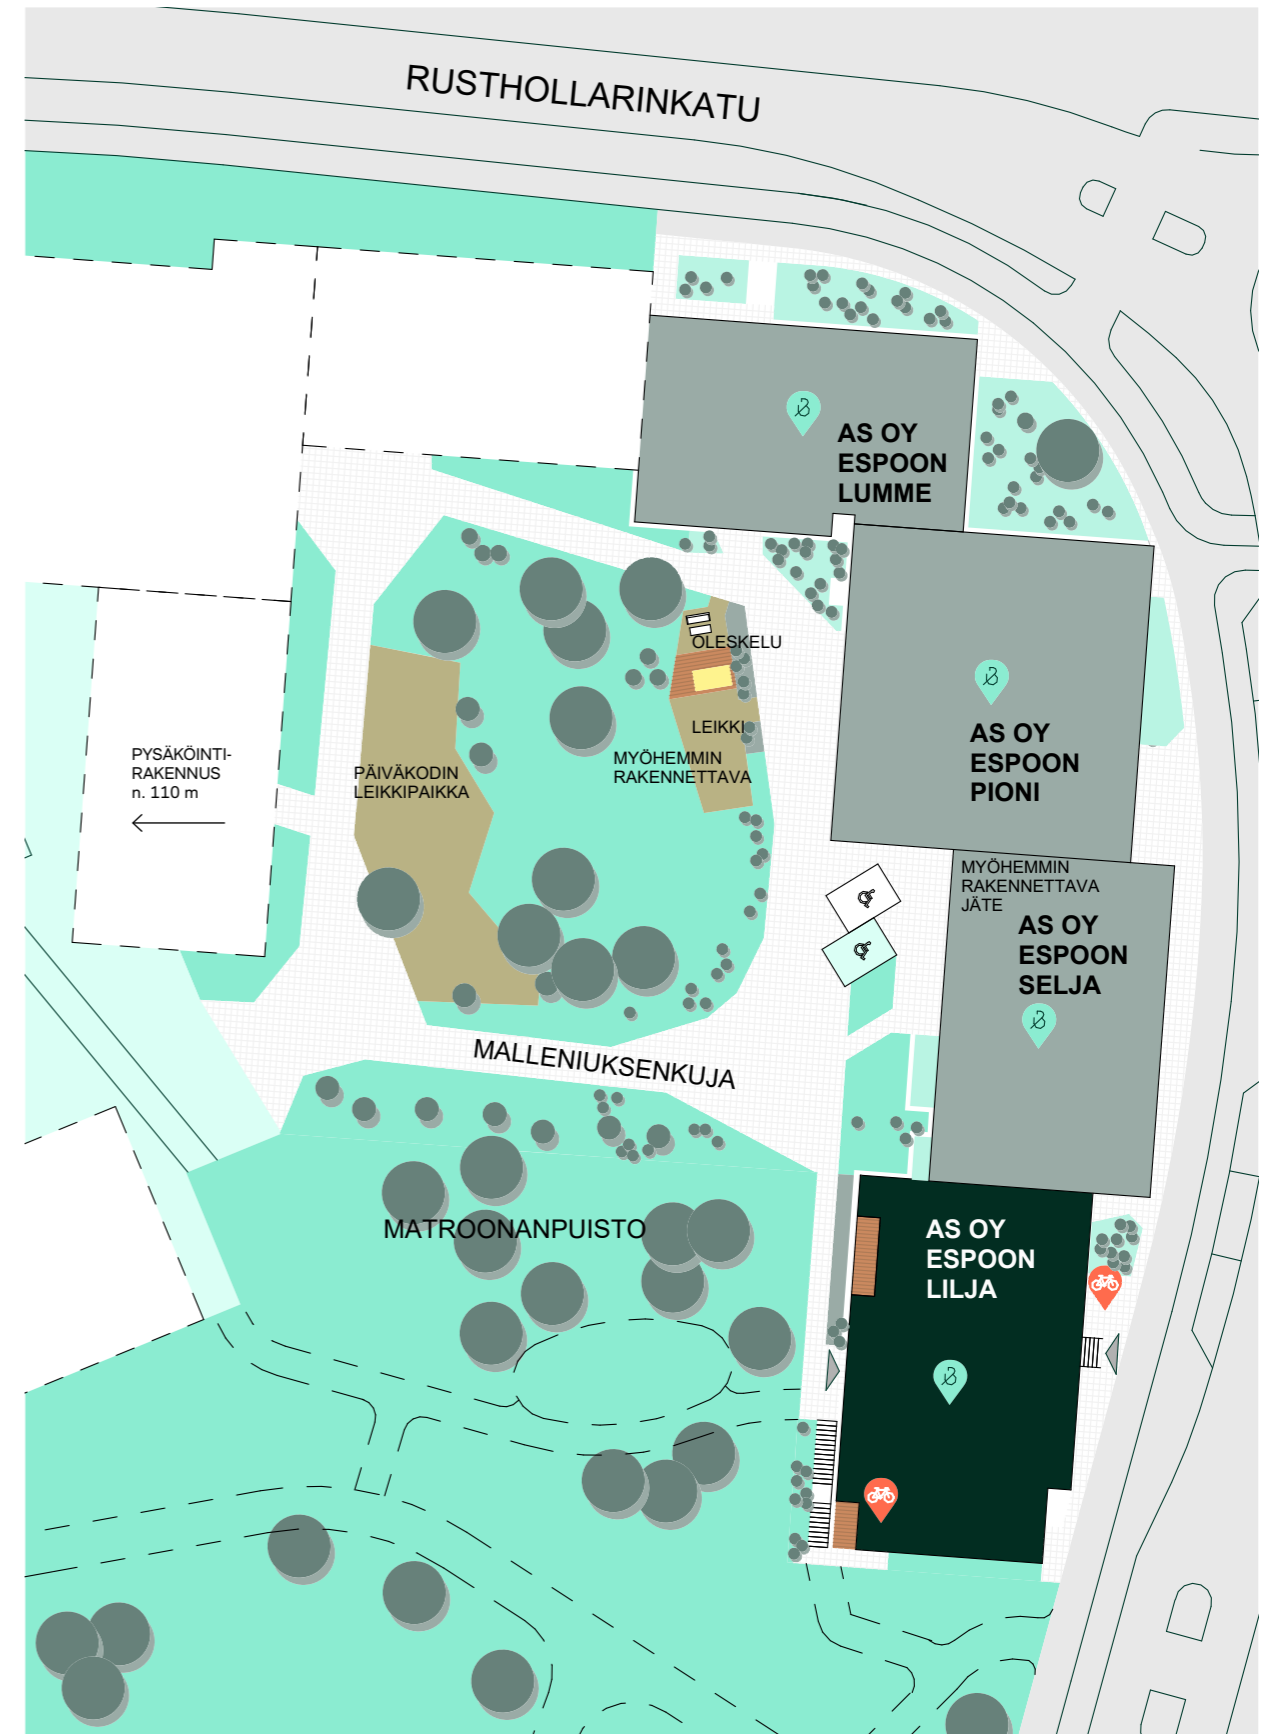 RUSTHOLLARINKATU
AS OY
ESPOON
LUMME
OLESKELU
LEIKKI
MYÖHEMMIN
RAKENNETTAVA
AS OY
ESPOON
PIONI
PYSÄKÖINTI-
RAKENNUS
n. 110 m
PÄIVÄKODIN
LEIKKIPAIKKA
MYÖHEMMIN
RAKENNETTAVA
JÄTE
AS OY
ESPOON
SELJA
MALLENIUKSENKUJA
MATROONANPUISTO
AS OY
ESPOON
LILJA